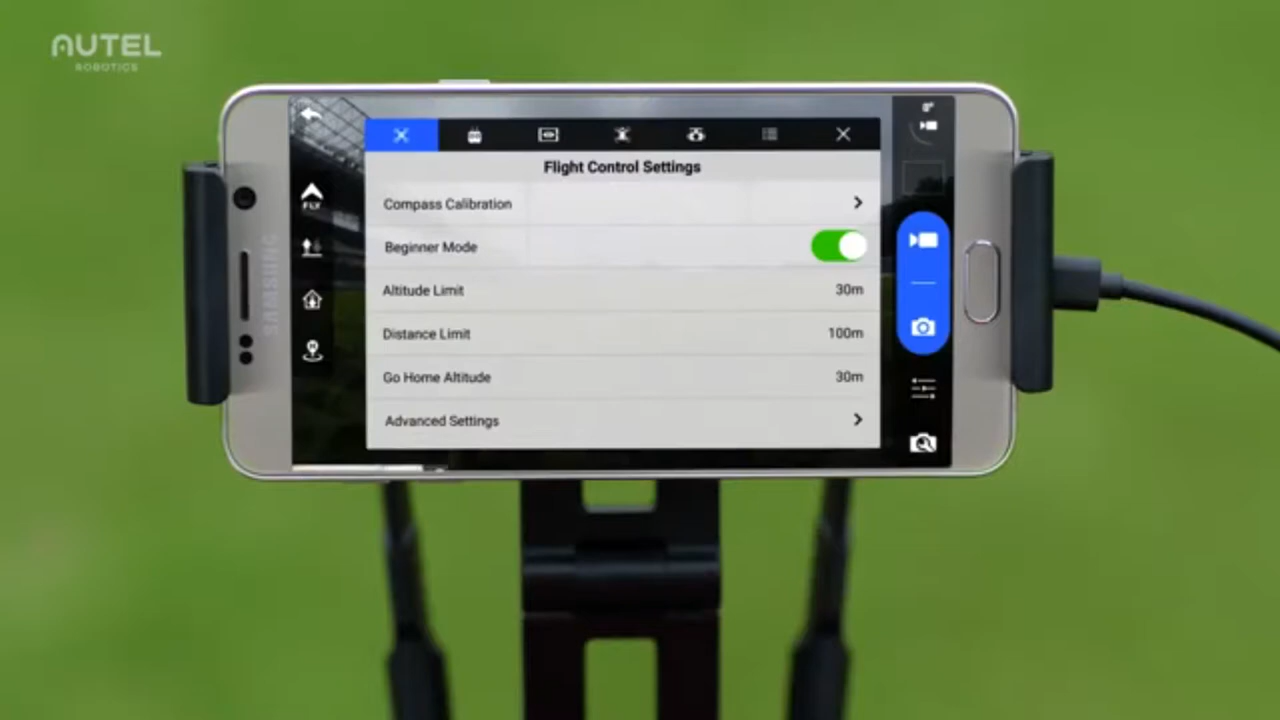 AUTEL
ROBOTICS
SAMSUNG
FLY
Flight Control Settings
Compass Calibration
Beginner Mode
Altitude Limit 30m
Distance Limit 100m
Go Home Altitude 30m
Advanced Settings
0°
H